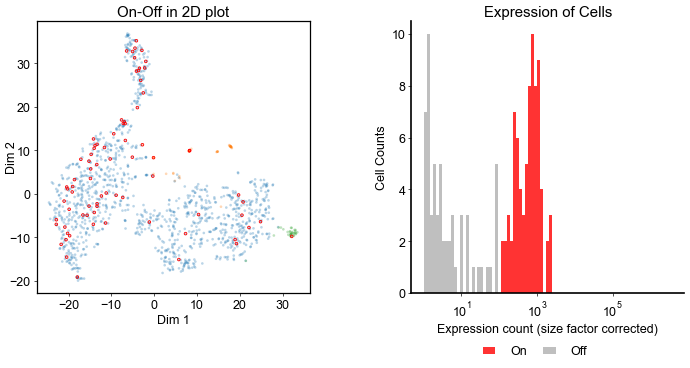 On-Off in 2D plot
Dim 2
30
20
10
0
−10
−20
−20 −10 0 10 20 30
Dim 1
Expression of Cells
Cell Counts
10
8
6
4
2
0
10^1 10^3 10^5
Expression count (size factor corrected)
On Off